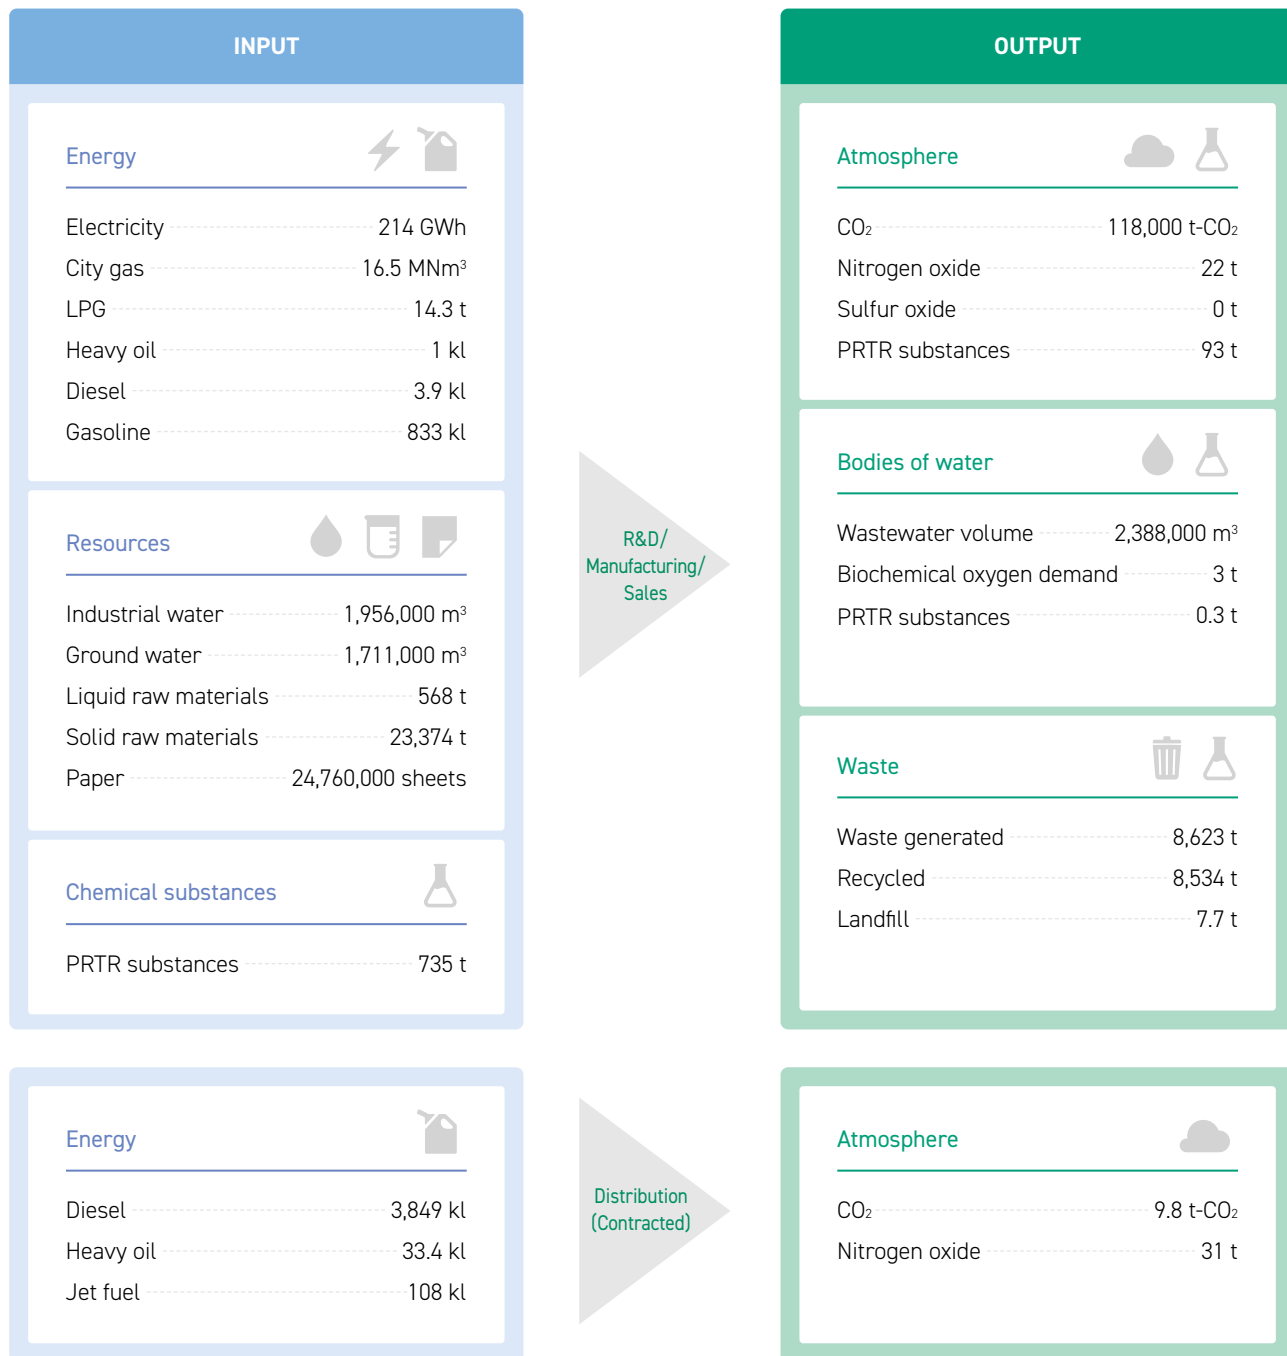 INPUT
Energy
Electricity 214 GWh
City gas 16.5 MNm³
LPG 14.3 t
Heavy oil 1 kl
Diesel 3.9 kl
Gasoline 833 kl
Resources
Industrial water 1,956,000 m³
Ground water 1,711,000 m³
Liquid raw materials 568 t
Solid raw materials 23,374 t
Paper 24,760,000 sheets
Chemical substances
PRTR substances 735 t
R&D/
Manufacturing/
Sales
OUTPUT
Atmosphere
CO₂ 118,000 t-CO₂
Nitrogen oxide 22 t
Sulfur oxide 0 t
PRTR substances 93 t
Bodies of water
Wastewater volume 2,388,000 m³
Biochemical oxygen demand 3 t
PRTR substances 0.3 t
Waste
Waste generated 8,623 t
Recycled 8,534 t
Landfill 7.7 t
Energy
Diesel 3,849 kl
Heavy oil 33.4 kl
Jet fuel 108 kl
Distribution
(Contracted)
Atmosphere
CO₂ 9.8 t-CO₂
Nitrogen oxide 31 t